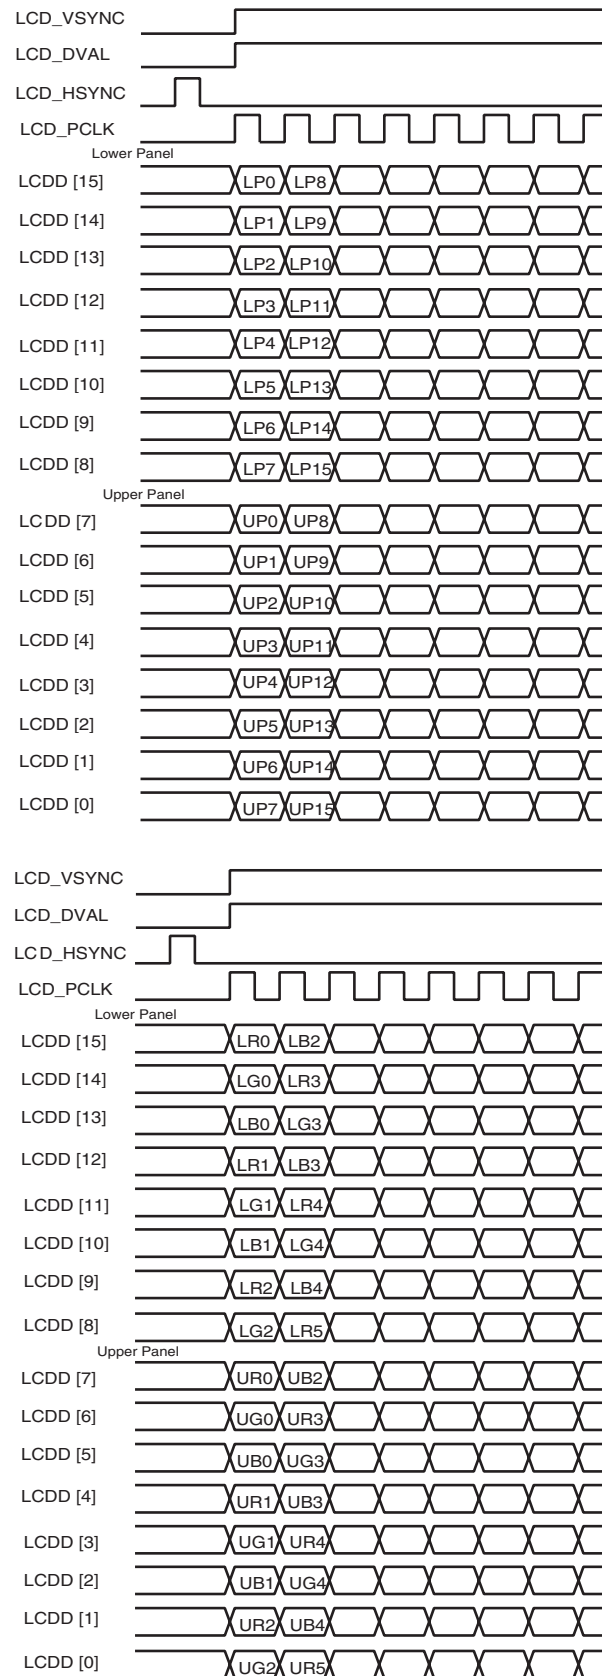 LCD_VSYNC
LCD_DVAL
LCD_HSYNC
LCD_PCLK
Lower Panel
LCDD [15] LP0 LP8
LCDD [14] LP1 LP9
LCDD [13] LP2 LP10
LCDD [12] LP3 LP11
LCDD [11] LP4 LP12
LCDD [10] LP5 LP13
LCDD [9] LP6 LP14
LCDD [8] LP7 LP15
Upper Panel
LCDD [7] UP0 UP8
LCDD [6] UP1 UP9
LCDD [5] UP2 UP10
LCDD [4] UP3 UP11
LCDD [3] UP4 UP12
LCDD [2] UP5 UP13
LCDD [1] UP6 UP14
LCDD [0] UP7 UP15
LCD_VSYNC
LCD_DVAL
LCD_HSYNC
LCD_PCLK
Lower Panel
LCDD [15] LR0 LB2
LCDD [14] LG0 LR3
LCDD [13] LB0 LG3
LCDD [12] LR1 LB3
LCDD [11] LG1 LR4
LCDD [10] LB1 LG4
LCDD [9] LR2 LB4
LCDD [8] LG2 LR5
Upper Panel
LCDD [7] UR0 UB2
LCDD [6] UG0 UR3
LCDD [5] UB0 UG3
LCDD [4] UR1 UB3
LCDD [3] UG1 UR4
LCDD [2] UB1 UG4
LCDD [1] UR2 UB4
LCDD [0] UG2 UR5